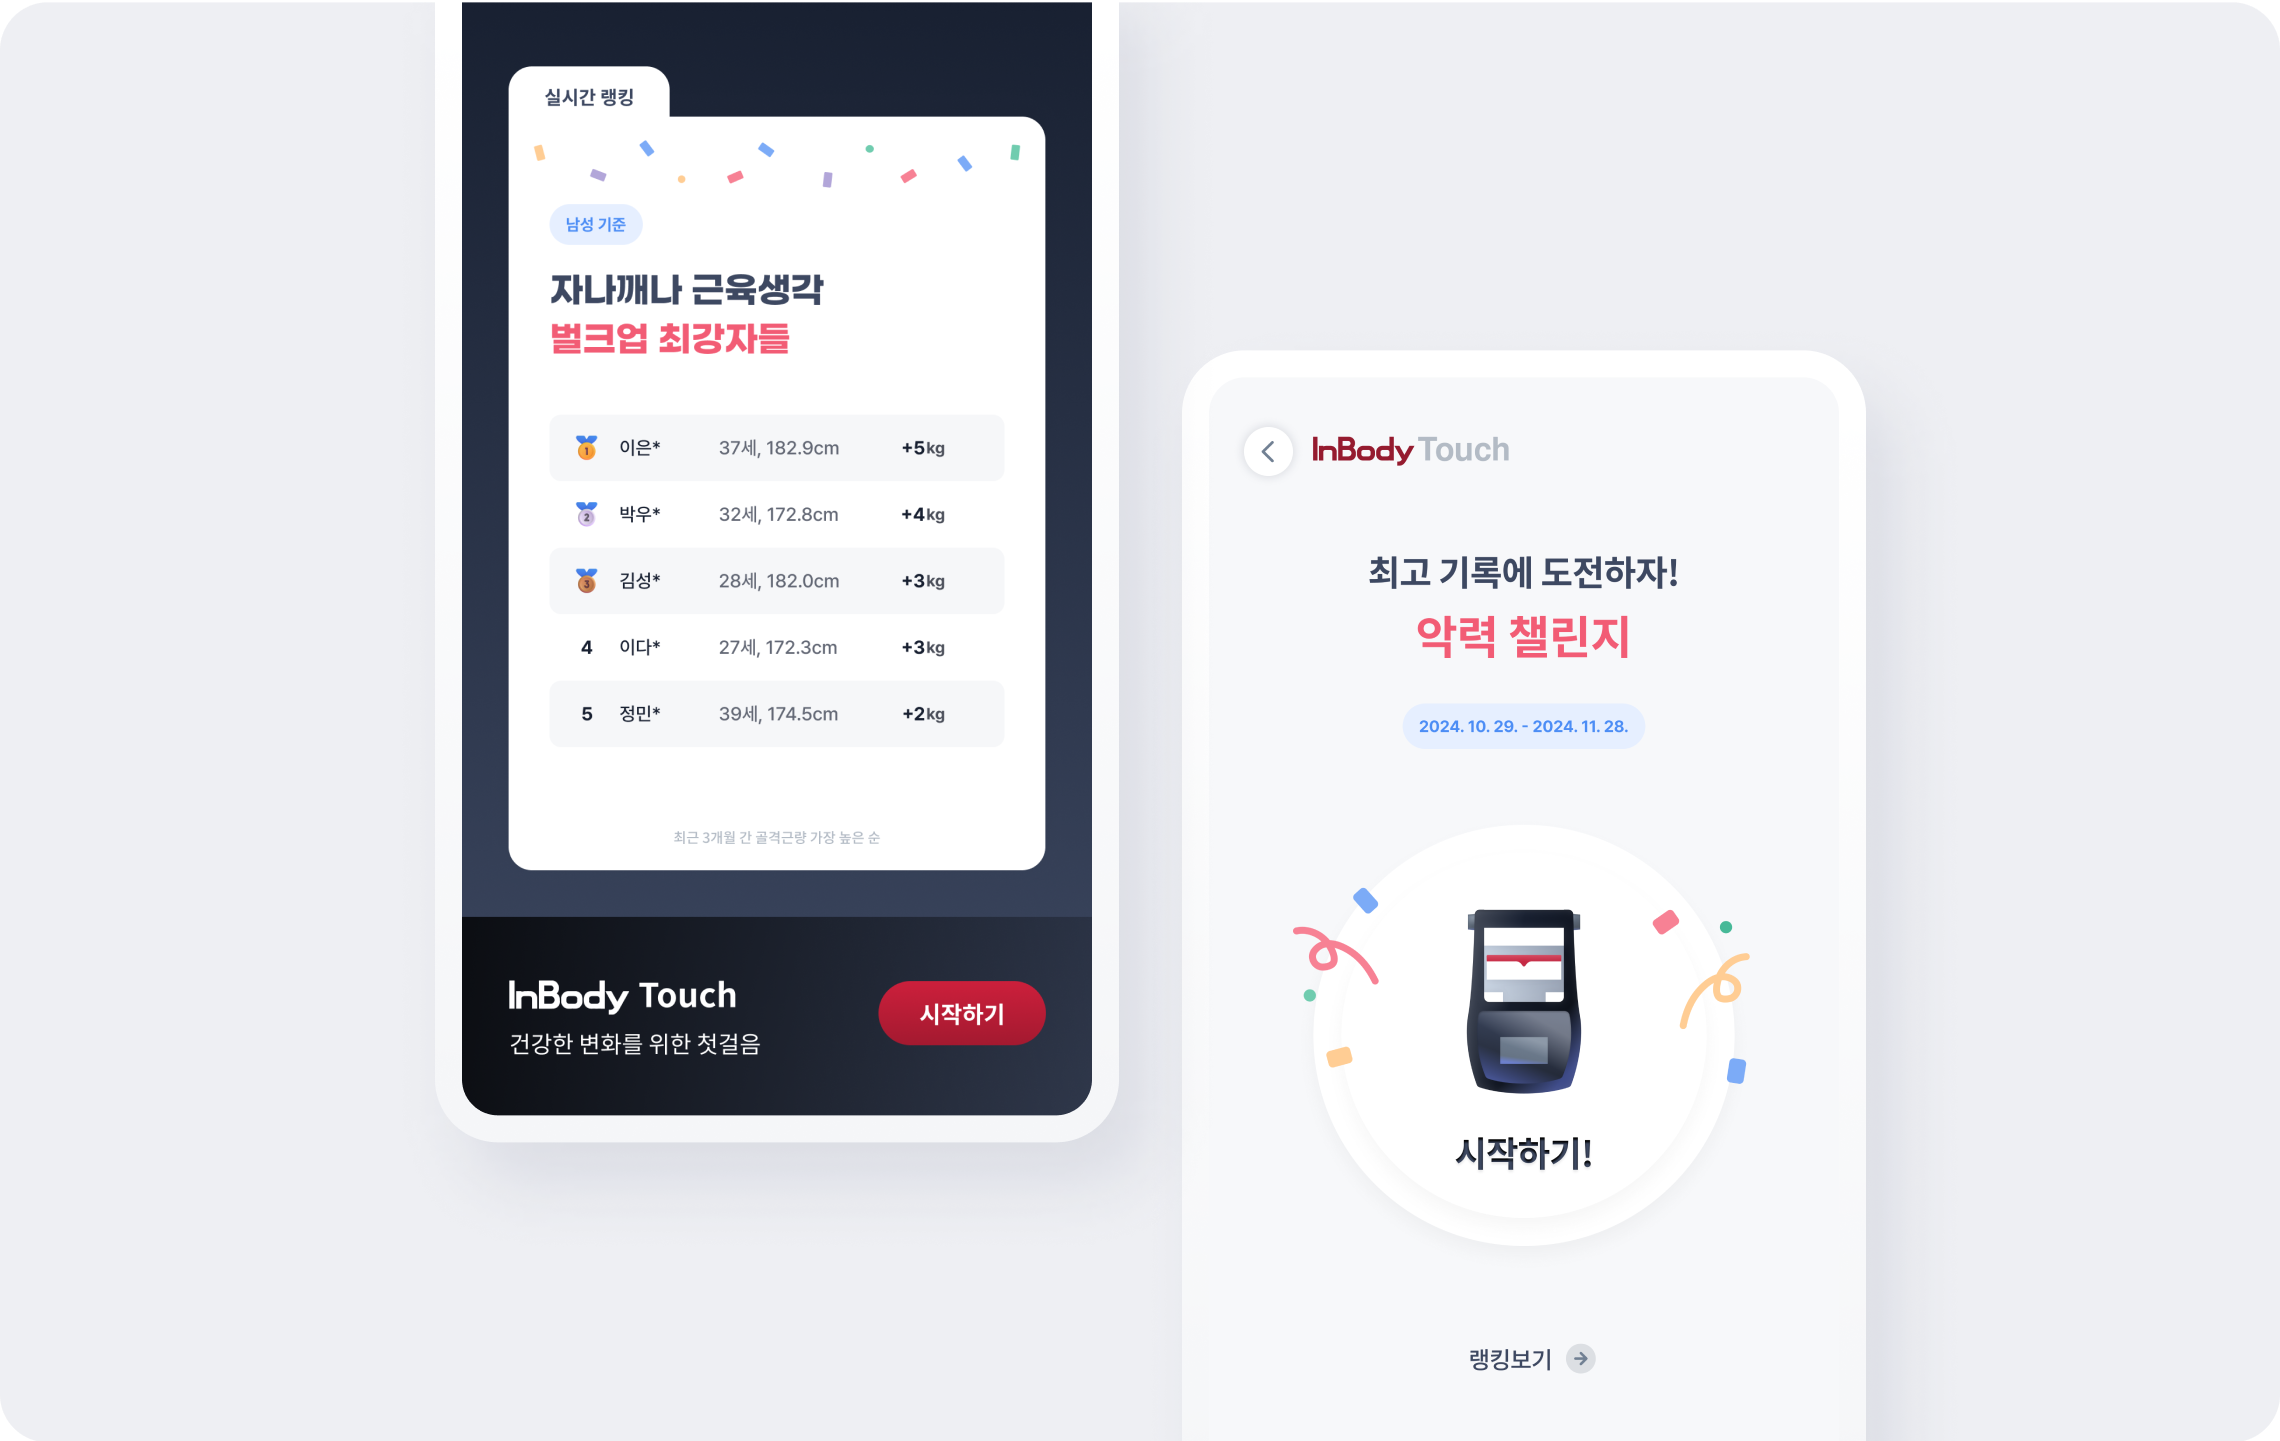 실시간 랭킹
남성 기준
자나깨나 근육생각
벌크업 최강자들
1 이은* 37세, 182.9cm +5kg
2 박우* 32세, 172.8cm +4kg
3 김성* 28세, 182.0cm +3kg
4 이다* 27세, 172.3cm +3kg
5 정민* 39세, 174.5cm +2kg
최근 3개월 간 골격근량 가장 높은 순
InBody Touch
건강한 변화를 위한 첫걸음
시작하기
InBody Touch
최고 기록에 도전하자!
악력 챌린지
2024. 10. 29. - 2024. 11. 28.
시작하기!
랭킹보기